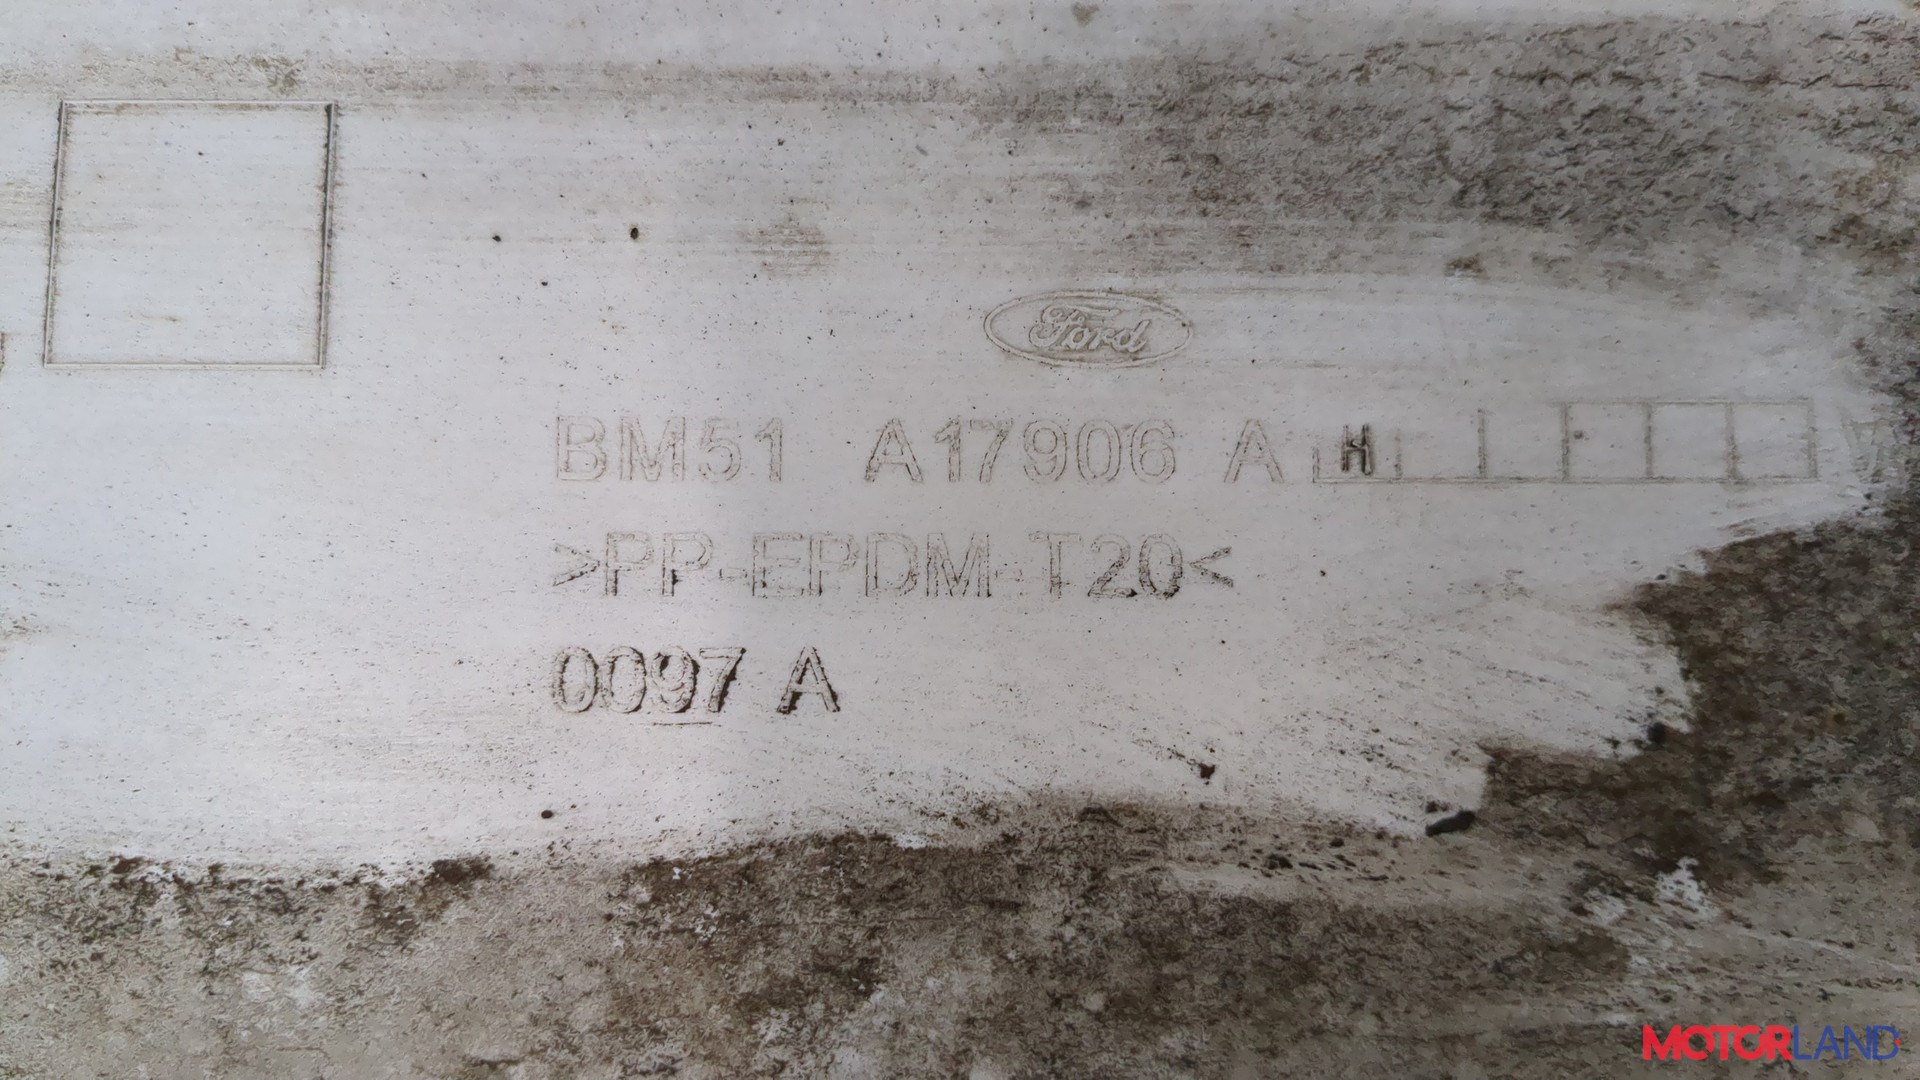 Ford
BM51 A17906 A H
>PP-EPDM-T20<
0097 A
MOTORLAND